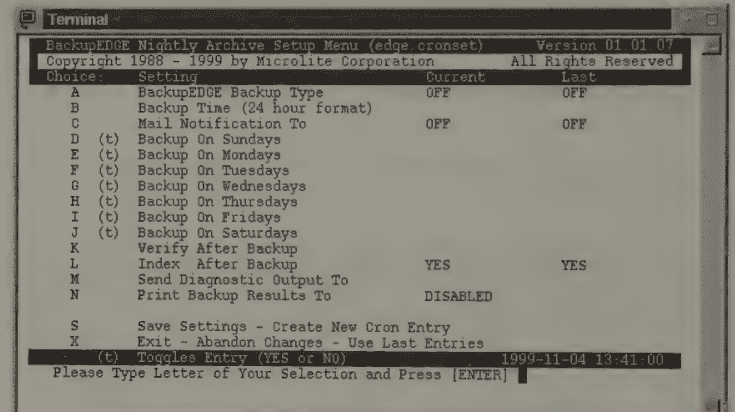 Terminal
BackupEDGE Nightly Archive Setup Menu (edge.cronset) Version 01.01.07
Copyright 1988 - 1999 by Microlite Corporation All Rights Reserved
Choice: Setting Current Last
A BackupEDGE Backup Type OFF OFF
B Backup Time (24 hour format)
C Mail Notification To OFF OFF
D (t) Backup On Sundays
E (t) Backup On Mondays
F (t) Backup On Tuesdays
G (t) Backup On Wednesdays
H (t) Backup On Thursdays
I (t) Backup On Fridays
J (t) Backup On Saturdays
K Verify After Backup
L Index After Backup YES YES
M Send Diagnostic Output To
N Print Backup Results To DISABLED
S Save Settings - Create New Cron Entry
X Exit - Abandon Changes - Use Last Entries
(t) Toggles Entry (YES or NO) 1999-11-04 13:41:00
Please Type Letter of Your Selection and Press [ENTER]